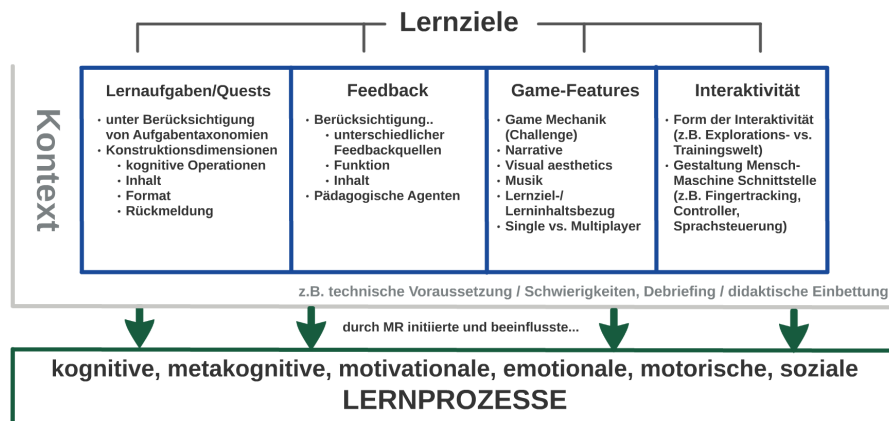 Lernziele
Kontext
Lernaufgaben/Quests
• unter Berücksichtigung
von Aufgabentaxonomien
• Konstruktionsdimensionen
• kognitive Operationen
• Inhalt
• Format
• Rückmeldung
Feedback
• Berücksichtigung..
• unterschiedlicher
Feedbackquellen
• Funktion
• Inhalt
• Pädagogische Agenten
Game-Features
• Game Mechanik
(Challenge)
• Narrative
• Visual aesthetics
• Musik
• Lernziel-/
Lerninhaltsbezug
• Single vs. Multiplayer
Interaktivität
• Form der Interaktivität
(z.B. Explorations- vs.
Trainingswelt)
• Gestaltung Mensch-
Maschine Schnittstelle
(z.B. Fingertracking,
Controller,
Sprachsteuerung)
z.B. technische Voraussetzung / Schwierigkeiten, Debriefing / didaktische Einbettung
durch MR initiierte und beeinflusste...
kognitive, metakognitive, motivationale, emotionale, motorische, soziale
LERNPROZESSE